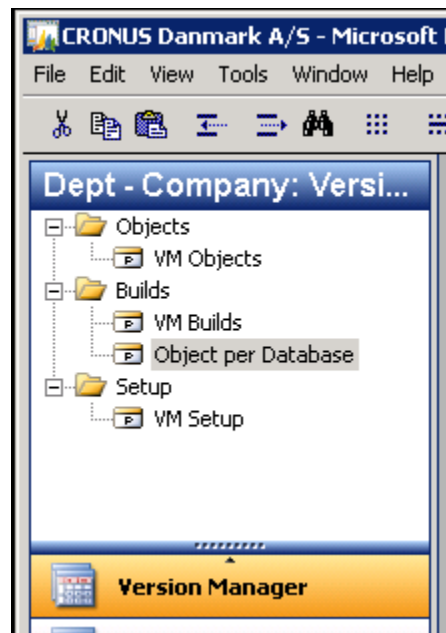 CRONUS Danmark A/S - Microsoft
File Edit View Tools Window Help
Dept - Company: Versi...
Objects
VM Objects
Builds
VM Builds
Object per Database
Setup
VM Setup
Version Manager